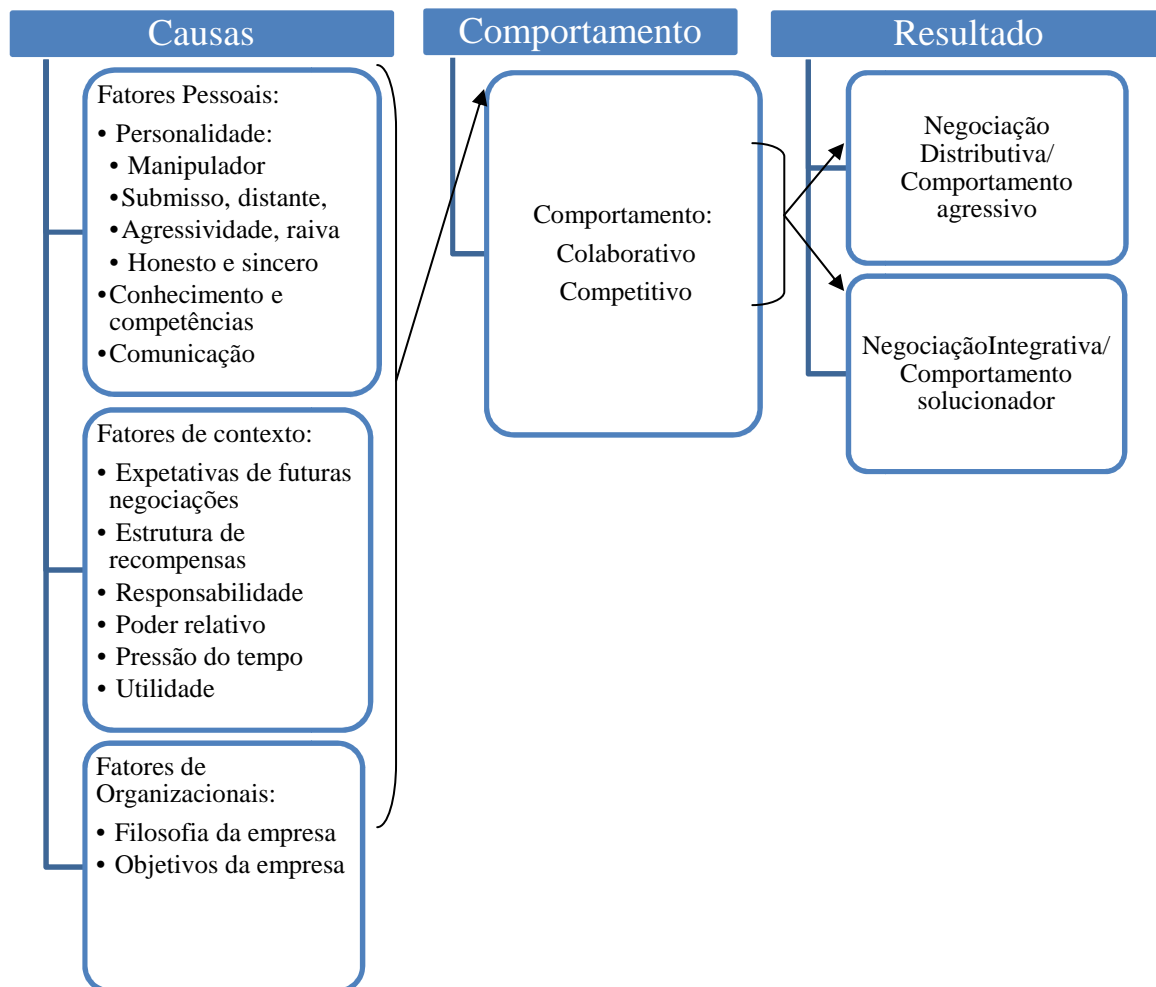 Causas
Fatores Pessoais:
• Personalidade:
• Manipulador
•Submisso, distante,
•Agressividade, raiva
• Honesto e sincero
•Conhecimento e
competências
•Comunicação
Fatores de contexto:
• Expetativas de futuras
negociações
• Estrutura de
recompensas
• Responsabilidade
• Poder relativo
• Pressão do tempo
• Utilidade
Fatores de
Organizacionais:
• Filosofia da empresa
• Objetivos da empresa
Comportamento
Comportamento:
Colaborativo
Competitivo
Resultado
Negociação
Distributiva/
Comportamento
agressivo
NegociaçãoIntegrativa/
Comportamento
solucionador